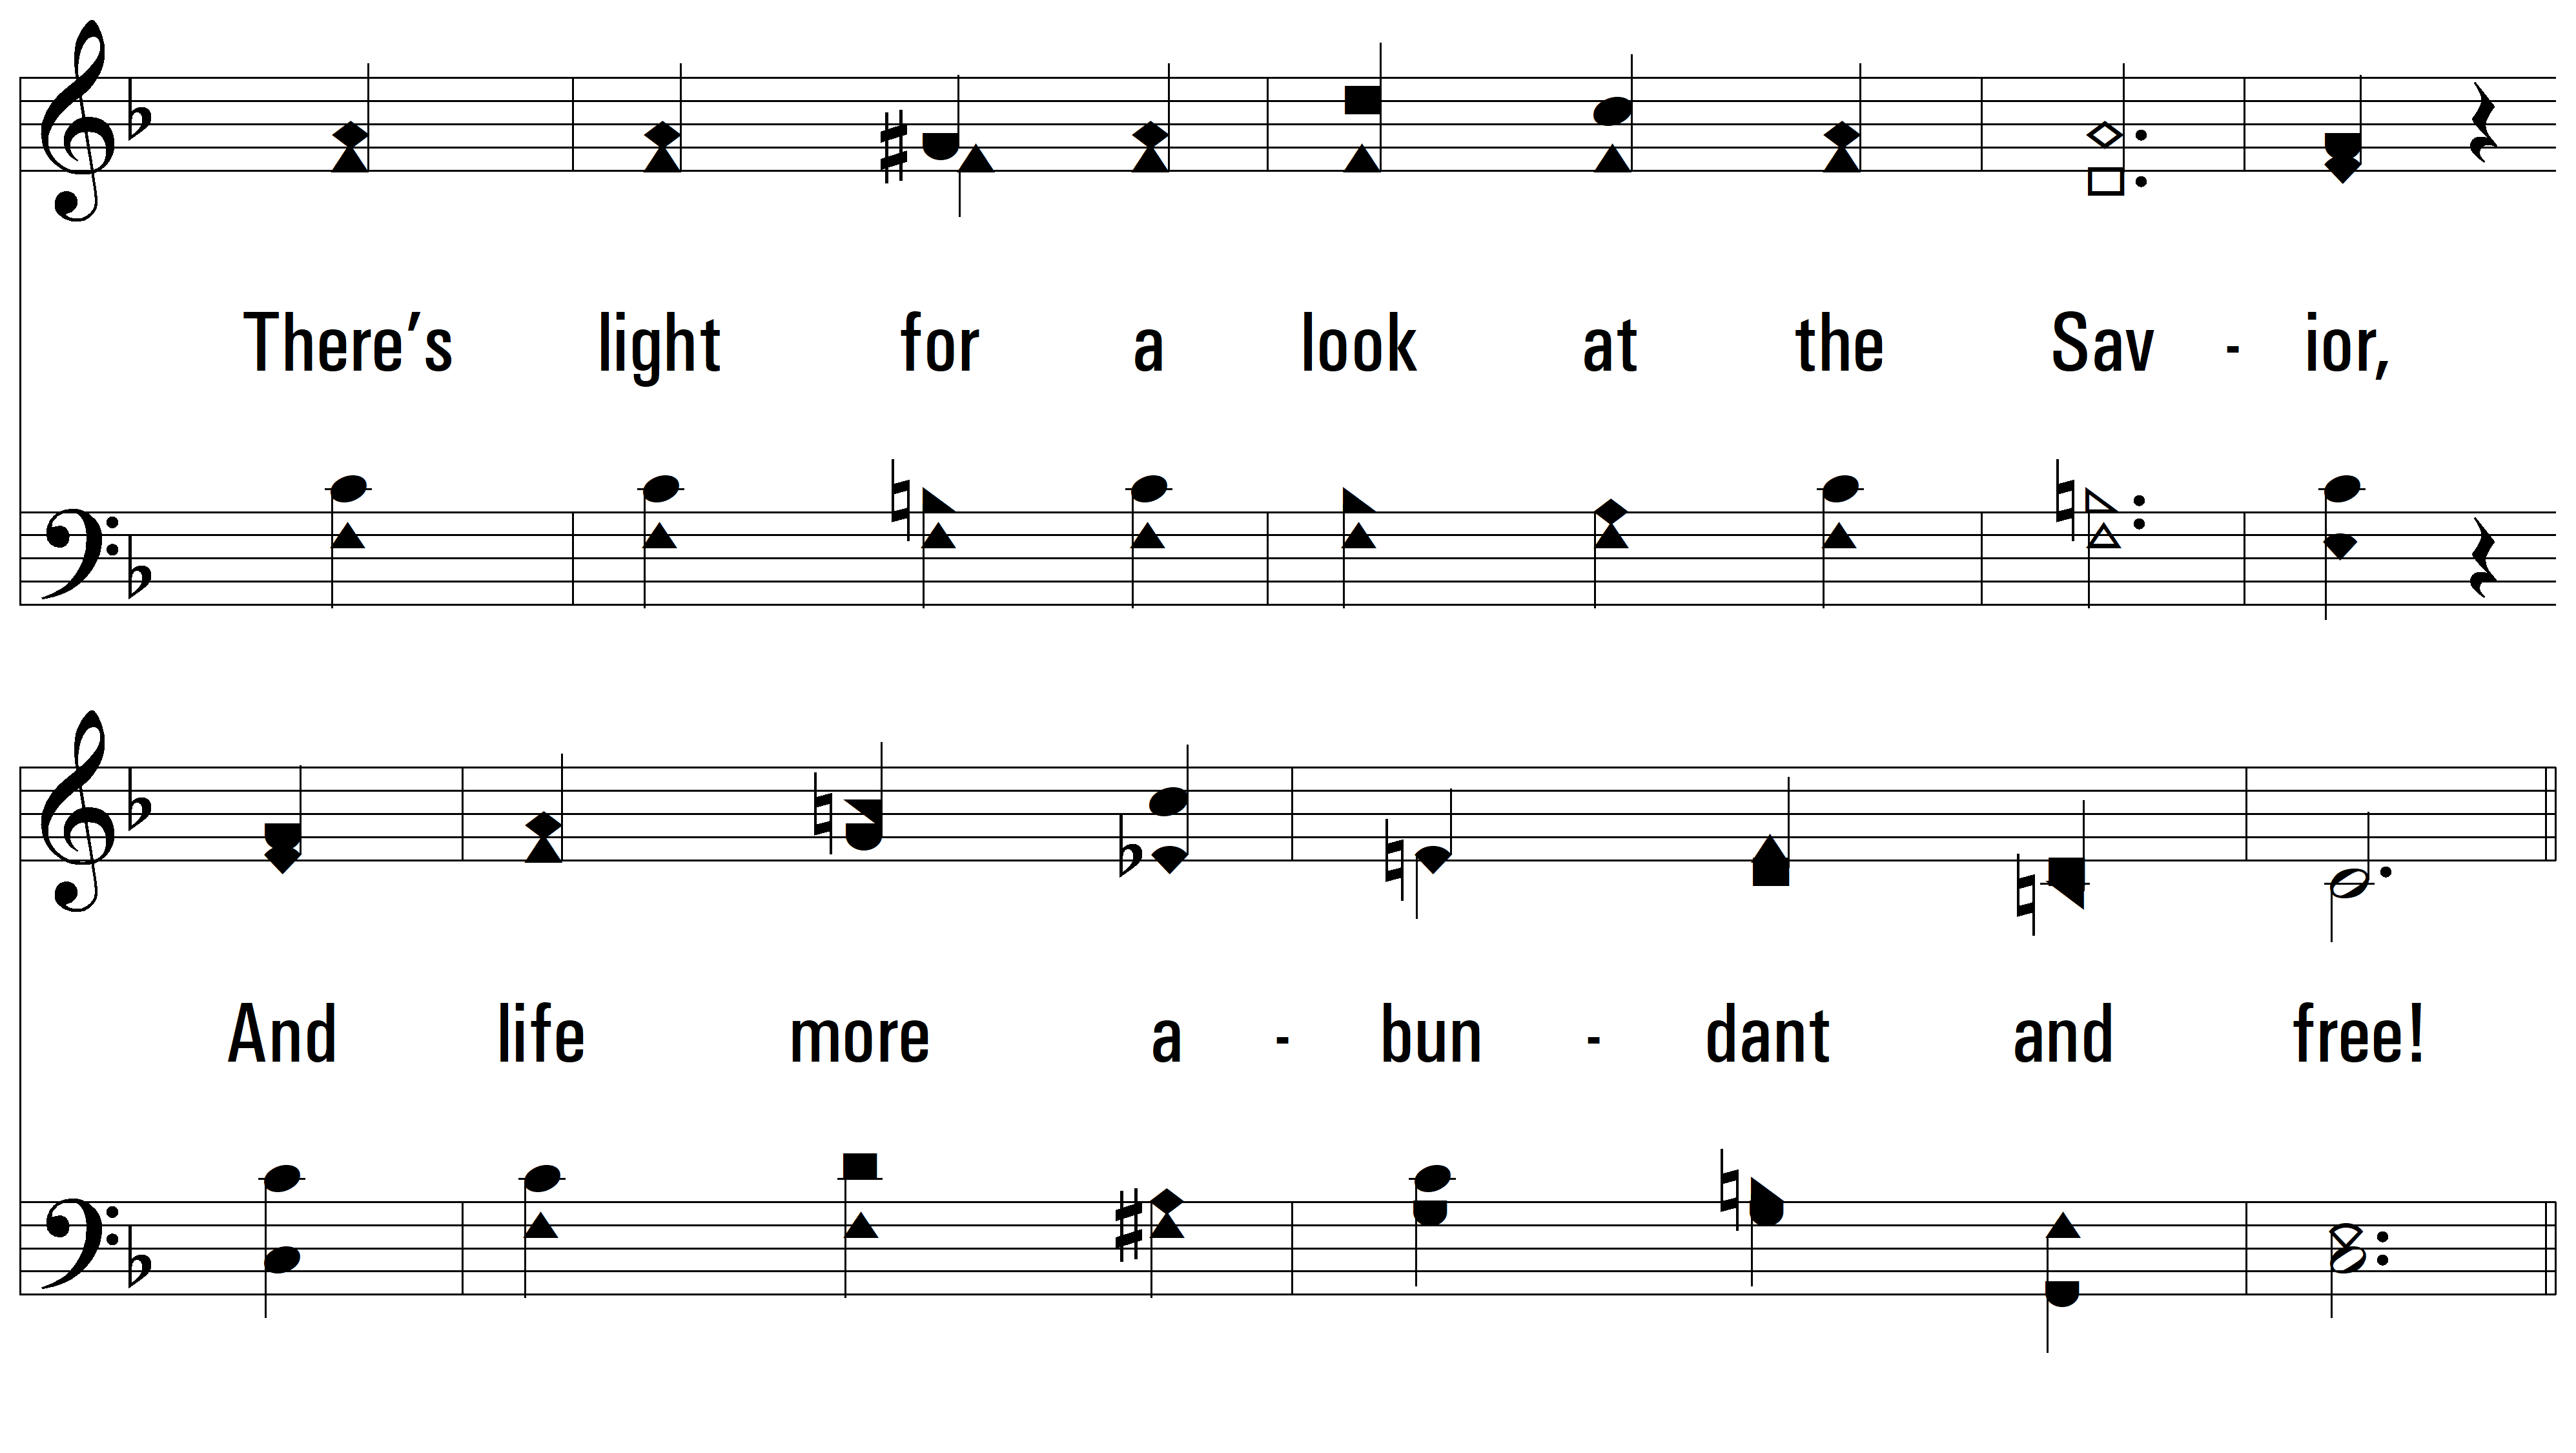 There’s light for a look at the Sav - ior,
And life more a - bun - dant and free!